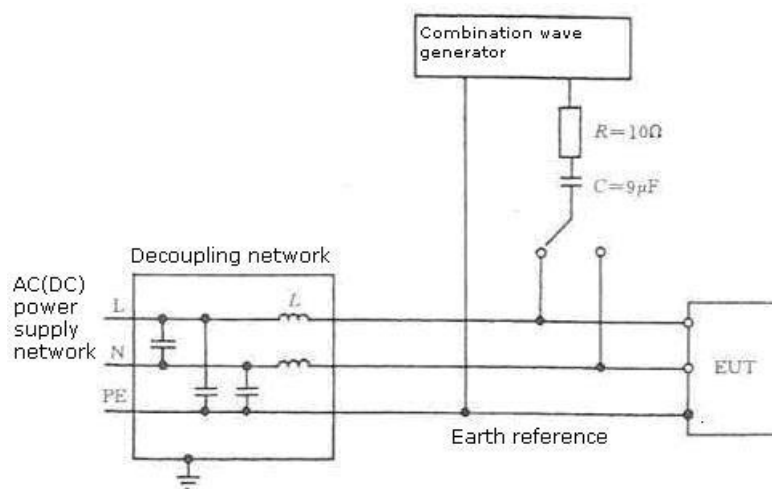 Combination wave
generator
R=10Ω
C=9μF
Decoupling network
AC(DC)
power
supply
network
L
L
N
PE
EUT
Earth reference